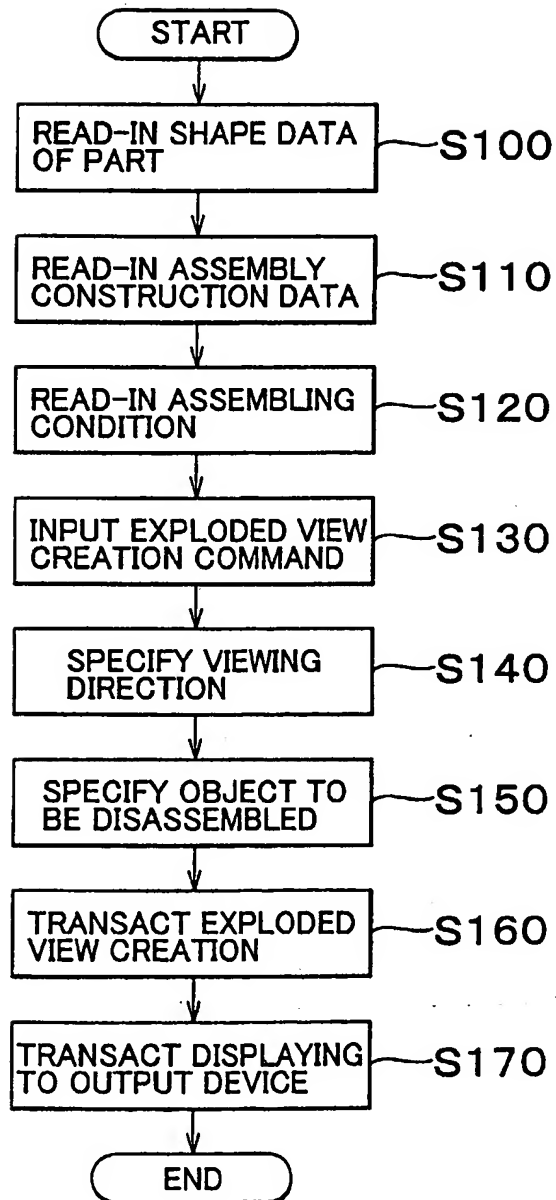 START
READ-IN SHAPE DATA
OF PART
S100
READ-IN ASSEMBLY
CONSTRUCTION DATA
S110
READ-IN ASSEMBLING
CONDITION
S120
INPUT EXPLODED VIEW
CREATION COMMAND
S130
SPECIFY VIEWING
DIRECTION
S140
SPECIFY OBJECT TO
BE DISASSEMBLED
S150
TRANSACT EXPLODED
VIEW CREATION
S160
TRANSACT DISPLAYING
TO OUTPUT DEVICE
S170
END